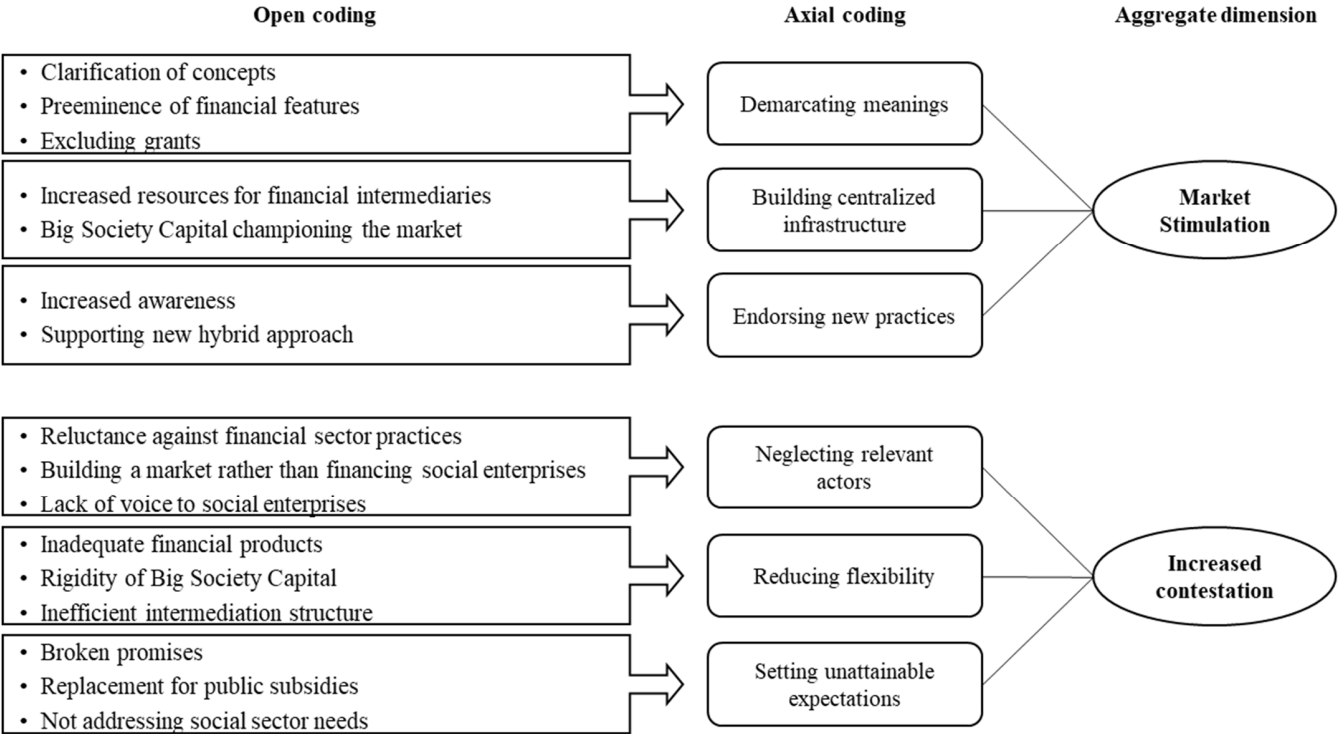 Open coding
Axial coding
Aggregate dimension
• Clarification of concepts
• Preeminence of financial features
• Excluding grants
Demarcating meanings
• Increased resources for financial intermediaries
• Big Society Capital championing the market
Building centralized
infrastructure
• Increased awareness
• Supporting new hybrid approach
Endorsing new practices
Market
Stimulation
• Reluctance against financial sector practices
• Building a market rather than financing social enterprises
• Lack of voice to social enterprises
Neglecting relevant
actors
• Inadequate financial products
• Rigidity of Big Society Capital
• Inefficient intermediation structure
Reducing flexibility
• Broken promises
• Replacement for public subsidies
• Not addressing social sector needs
Setting unattainable
expectations
Increased
contestation